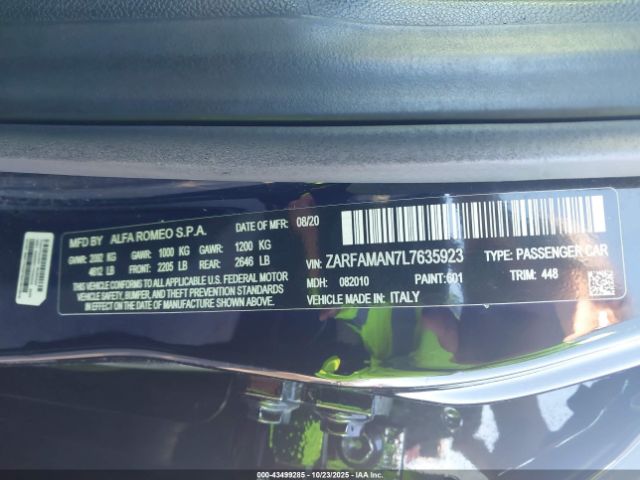 MFD BY ALFA ROMEO S.P.A. DATE OF MFR: 08/20
GVWR: 2092 KG GAWR: 1000 KG GAWR: 1200 KG
4612 LB FRONT: 2205 LB REAR: 2646 LB
THIS VEHICLE CONFORMS TO ALL APPLICABLE U.S. FEDERAL MOTOR
VEHICLE SAFETY, BUMPER, AND THEFT PREVENTION STANDARDS
IN EFFECT ON THE DATE OF MANUFACTURE SHOWN ABOVE.
VIN: ZARFAMAN7L7635923 TYPE: PASSENGER CAR
MDH: 082010 PAINT: 601 TRIM: 448
VEHICLE MADE IN: ITALY
000-43499285 - 10/23/2025 - IAA Inc.